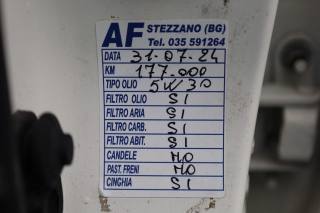 AF STEZZANO (BG)
Tel. 035 591264
DATA 31-07-24
KM 177.000
TIPO OLIO 5W30
FILTRO OLIO SI
FILTRO ARIA SI
FILTRO CARB. SI
FILTRO ABIT. SI
CANDELE NO
PAST. FRENI NO
CINGHIA SI